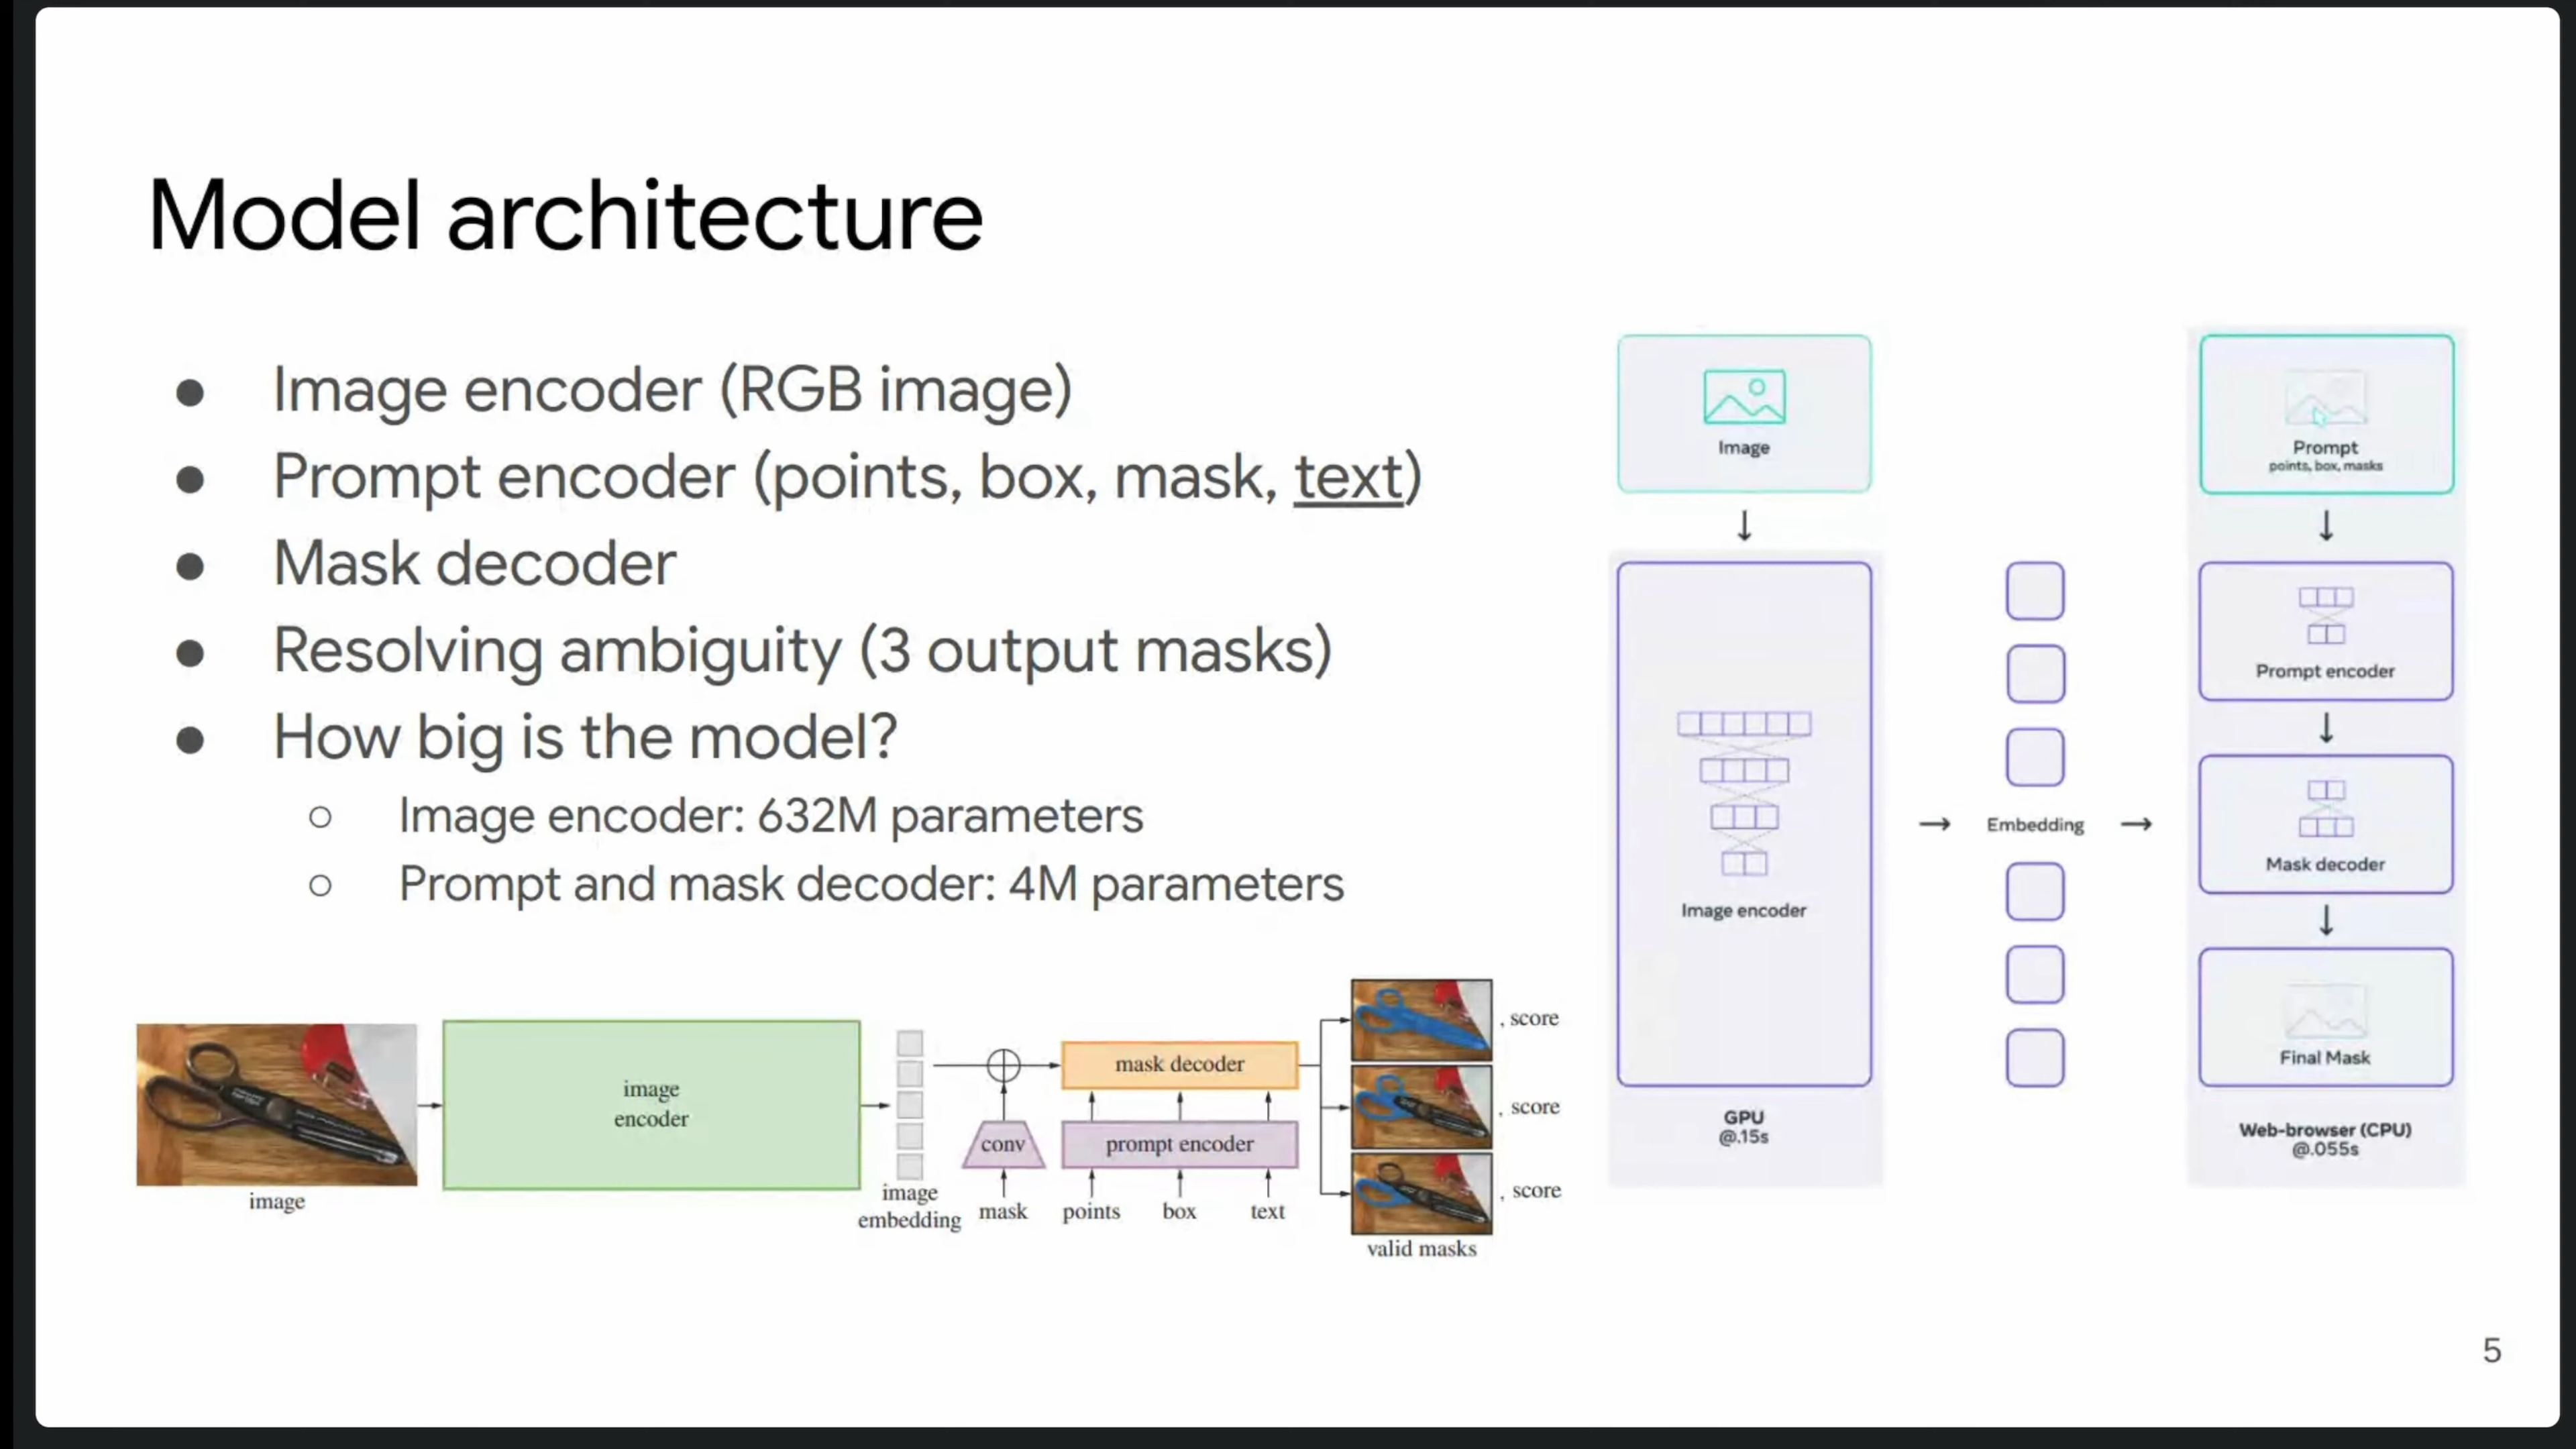 Model architecture
● Image encoder (RGB image)
● Prompt encoder (points, box, mask, text)
● Mask decoder
● Resolving ambiguity (3 output masks)
● How big is the model?
○ Image encoder: 632M parameters
○ Prompt and mask decoder: 4M parameters
image
image
encoder
image
embedding
mask decoder
conv
prompt encoder
mask
points
box
text
, score
, score
, score
valid masks
Image
Image encoder
GPU
@.15s
→ Embedding →
Prompt
points, box, masks
Prompt encoder
Mask decoder
Final Mask
Web-browser (CPU)
@.055s
5